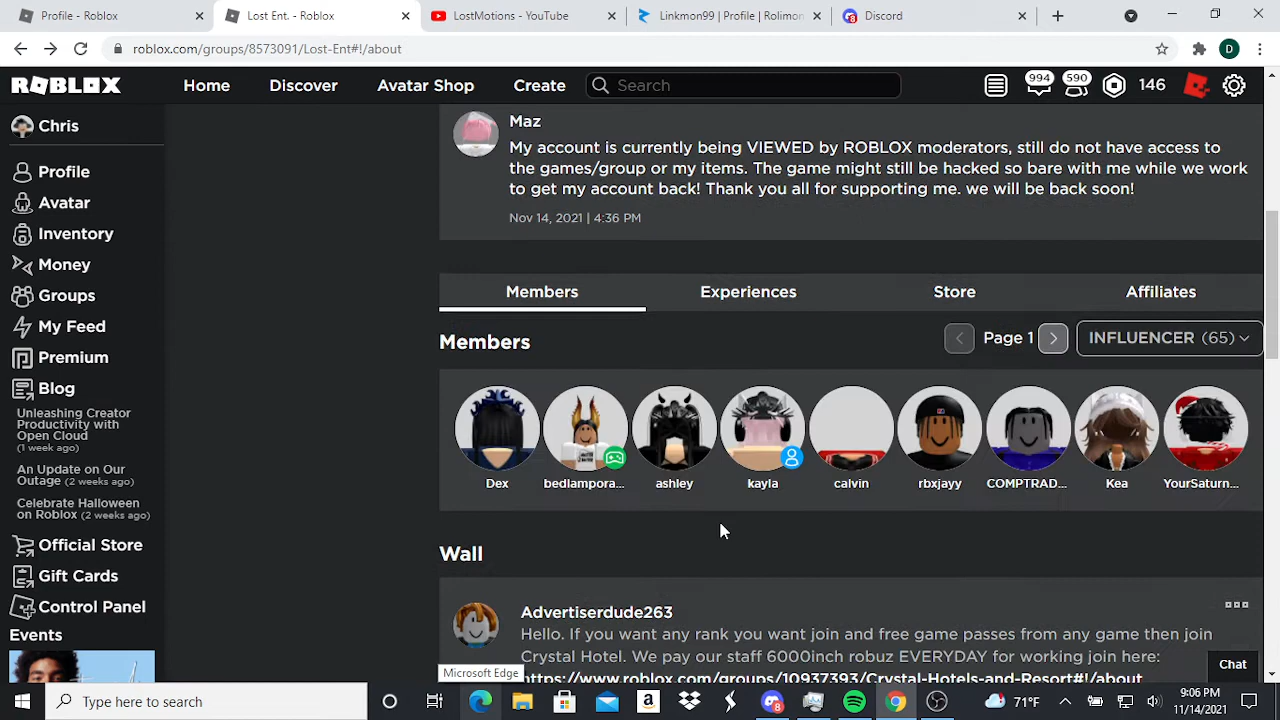 Profile - Roblox
Lost Ent. - Roblox
LostMotions - YouTube
Linkmon99 | Profile | Rolimon
Discord
roblox.com/groups/8573091/Lost-Ent#!/about
D
ROBLOX
Home
Discover
Avatar Shop
Create
Search
994
590
146
Chris
Profile
Avatar
Inventory
Money
Groups
My Feed
Premium
Blog
Unleashing Creator
Productivity with
Open Cloud
(1 week ago)
An Update on Our
Outage (2 weeks ago)
Celebrate Halloween
on Roblox (2 weeks ago)
Official Store
Gift Cards
Control Panel
Events
Maz
My account is currently being VIEWED by ROBLOX moderators, still do not have access to
the games/group or my items. The game might still be hacked so bare with me while we work
to get my account back! Thank you all for supporting me. we will be back soon!
Nov 14, 2021 | 4:36 PM
Members
Experiences
Store
Affiliates
Members
Page 1
INFLUENCER (65)
Dex
bedlampora...
ashley
kayla
calvin
rbxjayy
COMPTRAD...
Kea
YourSaturn...
Wall
Advertiserdude263
Hello. If you want any rank you want join and free game passes from any game then join
Crystal Hotel. We pay our staff 6000inch robuz EVERYDAY for working join here:
https://www.roblox.com/groups/10937393/Crystal-Hotels-and-Resort#!/about
Chat
Microsoft Edge
Type here to search
71°F
9:06 PM
11/14/2021